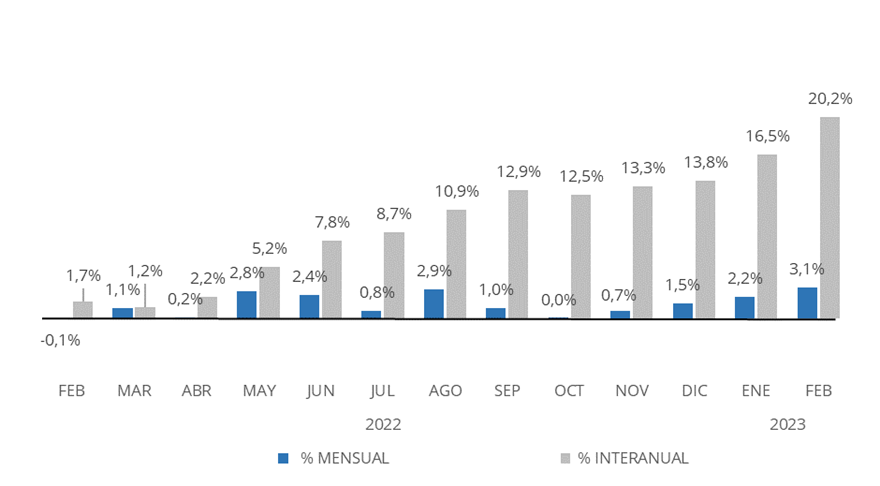 20,2%
16,5%
12,9% 12,5% 13,3% 13,8%
10,9%
7,8% 8,7%
5,2%
1,7% 1,1% 1,2% 0,2% 2,2% 2,8% 2,4% 0,8% 2,9% 1,0% 0,0% 0,7% 1,5% 2,2% 3,1%
-0,1%
FEB MAR ABR MAY JUN JUL AGO SEP OCT NOV DIC ENE FEB
2022 2023
% MENSUAL % INTERANUAL